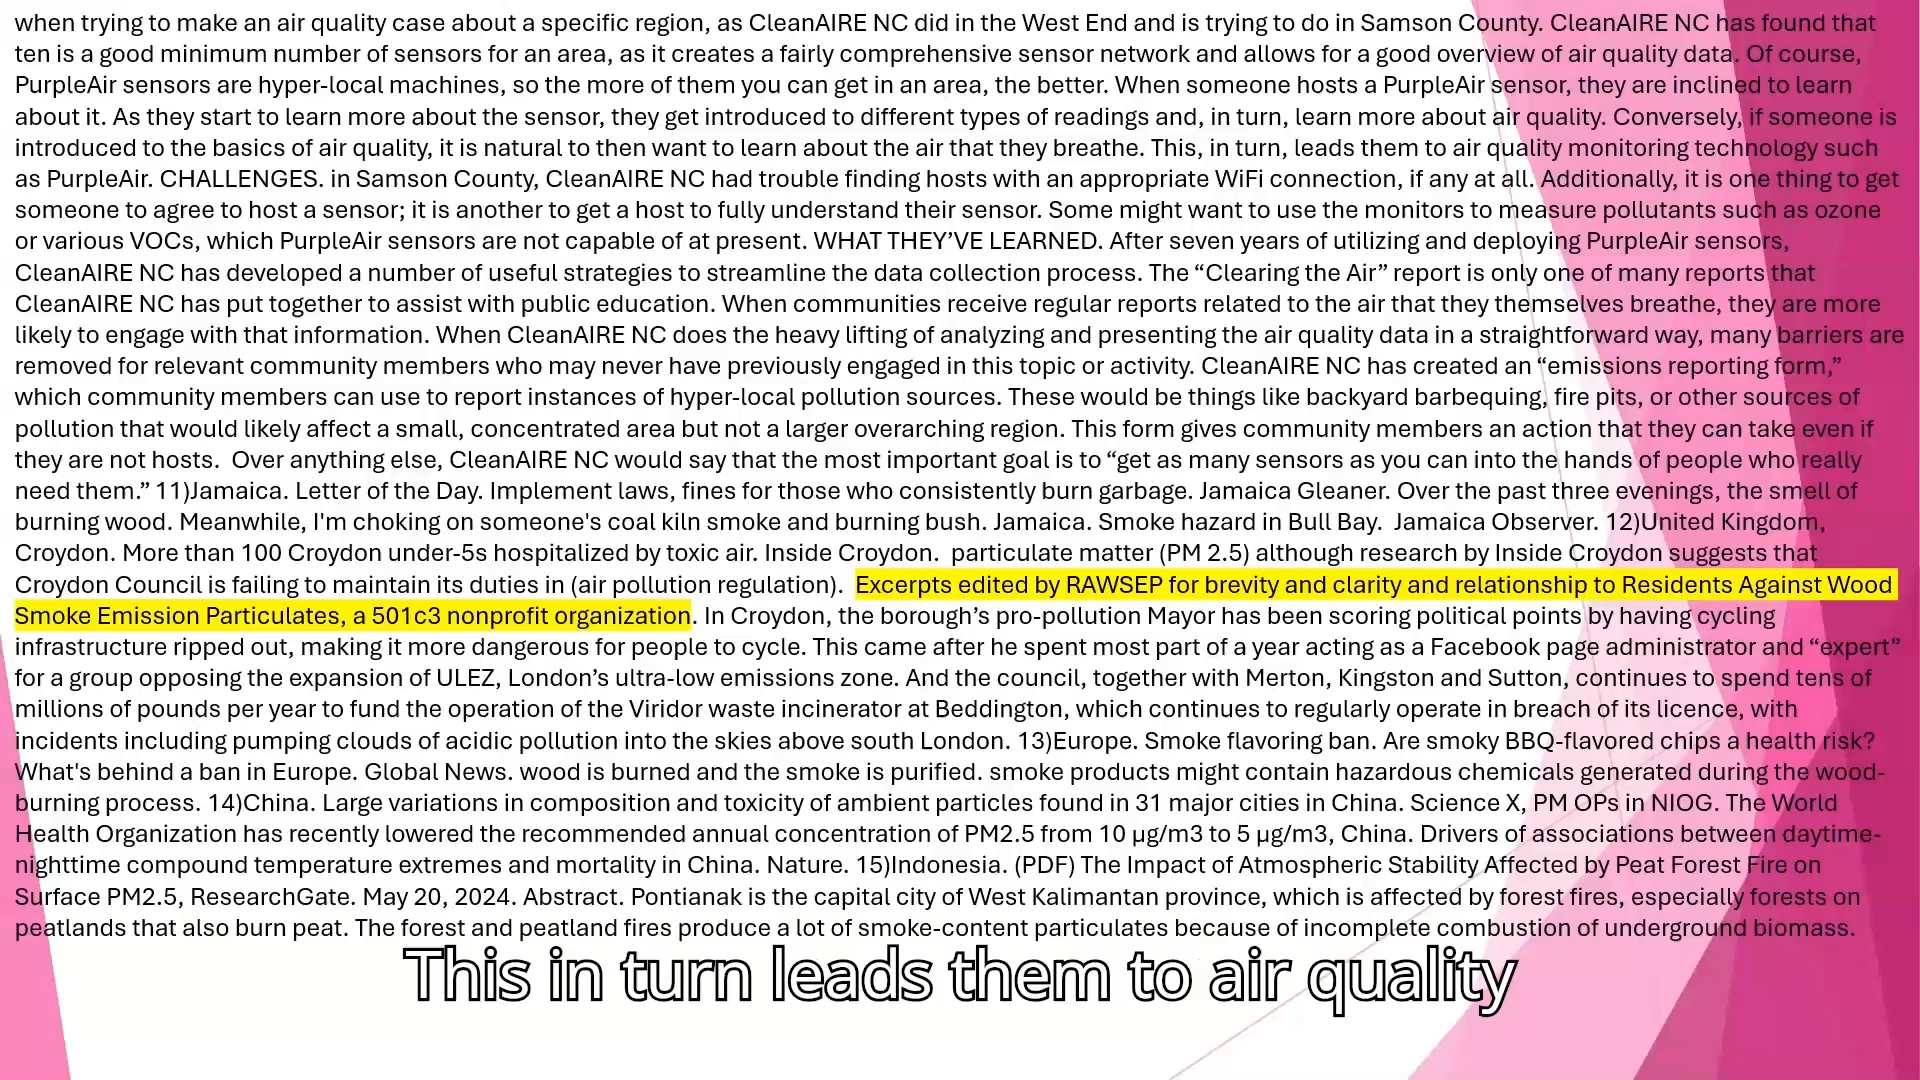 when trying to make an air quality case about a specific region, as CleanAIRE NC did in the West End and is trying to do in Samson County. CleanAIRE NC has found that
ten is a good minimum number of sensors for an area, as it creates a fairly comprehensive sensor network and allows for a good overview of air quality data. Of course,
PurpleAir sensors are hyper-local machines, so the more of them you can get in an area, the better. When someone hosts a PurpleAir sensor, they are inclined to learn
about it. As they start to learn more about the sensor, they get introduced to different types of readings and, in turn, learn more about air quality. Conversely, if someone is
introduced to the basics of air quality, it is natural to then want to learn about the air that they breathe. This, in turn, leads them to air quality monitoring technology such
as PurpleAir. CHALLENGES. in Samson County, CleanAIRE NC had trouble finding hosts with an appropriate WiFi connection, if any at all. Additionally, it is one thing to get
someone to agree to host a sensor; it is another to get a host to fully understand their sensor. Some might want to use the monitors to measure pollutants such as ozone
or various VOCs, which PurpleAir sensors are not capable of at present. WHAT THEY’VE LEARNED. After seven years of utilizing and deploying PurpleAir sensors,
CleanAIRE NC has developed a number of useful strategies to streamline the data collection process. The “Clearing the Air” report is only one of many reports that
CleanAIRE NC has put together to assist with public education. When communities receive regular reports related to the air that they themselves breathe, they are more
likely to engage with that information. When CleanAIRE NC does the heavy lifting of analyzing and presenting the air quality data in a straightforward way, many barriers are
removed for relevant community members who may never have previously engaged in this topic or activity. CleanAIRE NC has created an “emissions reporting form,”
which community members can use to report instances of hyper-local pollution sources. These would be things like backyard barbequing, fire pits, or other sources of
pollution that would likely affect a small, concentrated area but not a larger overarching region. This form gives community members an action that they can take even if
they are not hosts.  Over anything else, CleanAIRE NC would say that the most important goal is to “get as many sensors as you can into the hands of people who really
need them.” 11)Jamaica. Letter of the Day. Implement laws, fines for those who consistently burn garbage. Jamaica Gleaner. Over the past three evenings, the smell of
burning wood. Meanwhile, I'm choking on someone's coal kiln smoke and burning bush. Jamaica. Smoke hazard in Bull Bay.  Jamaica Observer. 12)United Kingdom,
Croydon. More than 100 Croydon under-5s hospitalized by toxic air. Inside Croydon.  particulate matter (PM 2.5) although research by Inside Croydon suggests that
Croydon Council is failing to maintain its duties in (air pollution regulation).  Excerpts edited by RAWSEP for brevity and clarity and relationship to Residents Against Wood
Smoke Emission Particulates, a 501c3 nonprofit organization. In Croydon, the borough’s pro-pollution Mayor has been scoring political points by having cycling
infrastructure ripped out, making it more dangerous for people to cycle. This came after he spent most part of a year acting as a Facebook page administrator and “expert”
for a group opposing the expansion of ULEZ, London’s ultra-low emissions zone. And the council, together with Merton, Kingston and Sutton, continues to spend tens of
millions of pounds per year to fund the operation of the Viridor waste incinerator at Beddington, which continues to regularly operate in breach of its licence, with
incidents including pumping clouds of acidic pollution into the skies above south London. 13)Europe. Smoke flavoring ban. Are smoky BBQ-flavored chips a health risk?
What's behind a ban in Europe. Global News. wood is burned and the smoke is purified. smoke products might contain hazardous chemicals generated during the wood-
burning process. 14)China. Large variations in composition and toxicity of ambient particles found in 31 major cities in China. Science X, PM OPs in NIOG. The World
Health Organization has recently lowered the recommended annual concentration of PM2.5 from 10 μg/m3 to 5 μg/m3, China. Drivers of associations between daytime-
nighttime compound temperature extremes and mortality in China. Nature. 15)Indonesia. (PDF) The Impact of Atmospheric Stability Affected by Peat Forest Fire on
Surface PM2.5, ResearchGate. May 20, 2024. Abstract. Pontianak is the capital city of West Kalimantan province, which is affected by forest fires, especially forests on
peatlands that also burn peat. The forest and peatland fires produce a lot of smoke-content particulates because of incomplete combustion of underground biomass.
This in turn leads them to air quality